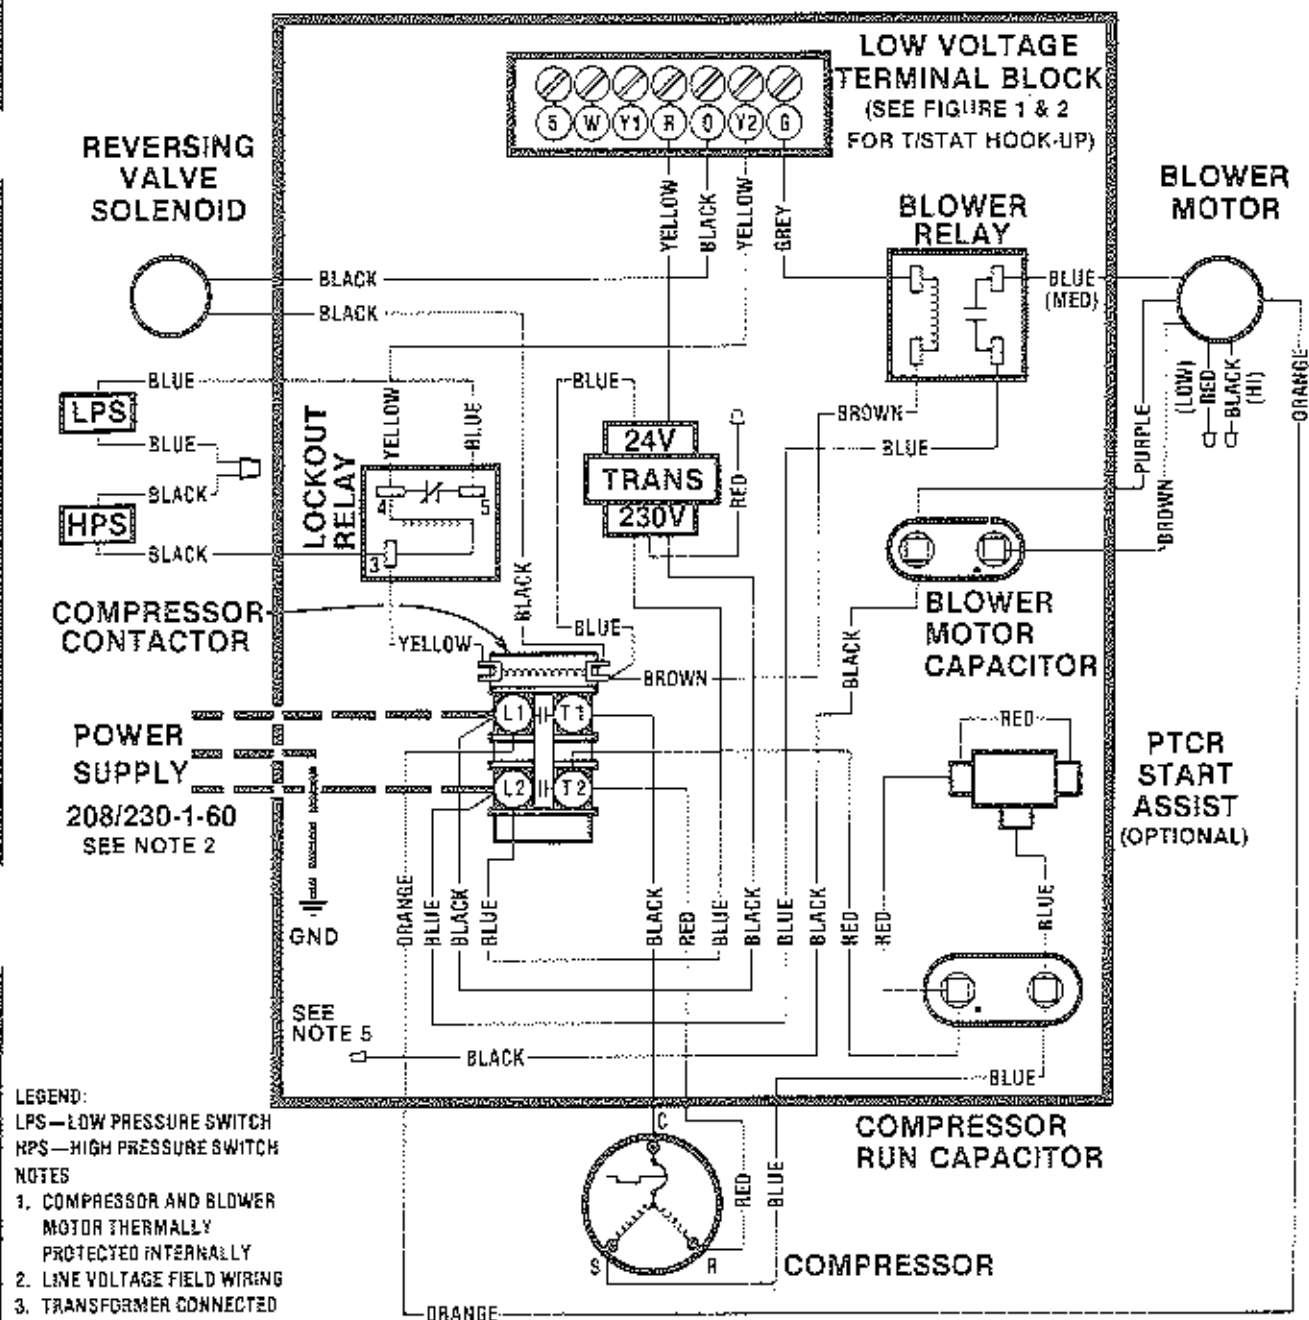 LOW VOLTAGE
TERMINAL BLOCK
(SEE FIGURE 1 & 2
FOR T/STAT HOOK-UP)
5 W Y1 R O Y2 G
REVERSING
VALVE
SOLENOID
YELLOW
BLACK
YELLOW
GREY
BLOWER
RELAY
BLOWER
MOTOR
BLACK
BLACK
BLUE
(MED)
BLUE
LPS
BLUE
BLACK
HPS
BLACK
LOCKOUT
RELAY
YELLOW
BLUE
4
5
3
BLUE
24V
TRANS
230V
RED
BROWN
BLUE
PURPLE
BROWN
(LOW)
RED
BLACK
(HI)
ORANGE
COMPRESSOR
CONTACTOR
YELLOW
BLACK
BLUE
BROWN
BLACK
BLOWER
MOTOR
CAPACITOR
L1
T1
L2
T2
POWER
SUPPLY
208/230-1-60
SEE NOTE 2
GND
RED
PTCR
START
ASSIST
(OPTIONAL)
ORANGE
BLUE
BLACK
BLUE
BLACK
RED
BLUE
BLACK
BLUE
BLACK
RED
RED
BLUE
SEE
NOTE 5
BLACK
BLUE
COMPRESSOR
RUN CAPACITOR
C
S
R
RED
BLUE
COMPRESSOR
ORANGE
LEGEND:
LPS—LOW PRESSURE SWITCH
HPS—HIGH PRESSURE SWITCH
NOTES
1. COMPRESSOR AND BLOWER
MOTOR THERMALLY
PROTECTED INTERNALLY
2. LINE VOLTAGE FIELD WIRING
3. TRANSFORMER CONNECTED